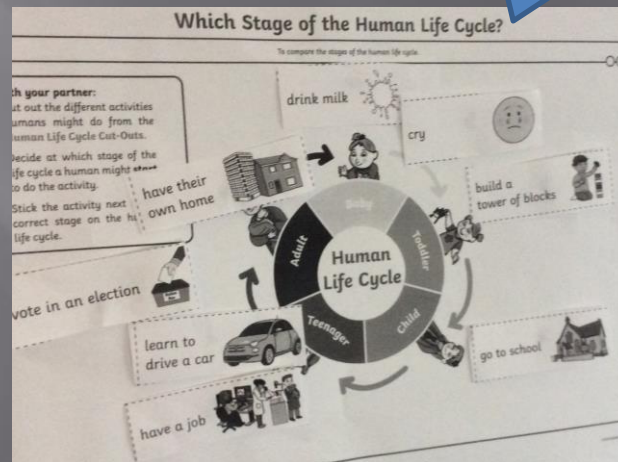 Which Stage of the Human Life Cycle?
To compare the stages of the human life cycle.
th your partner:
ut out the different activities
umans might do from the
uman Life Cycle Cut-Outs.
Decide at which stage of the
ife cycle a human might start
o do the activity.
Stick the activity next
correct stage on the hu
life cycle.
drink milk
cry
build a
tower of blocks
go to school
have their
own home
vote in an election
learn to
drive a car
have a job
Baby
Toddler
Child
Teenager
Adult
Human
Life Cycle